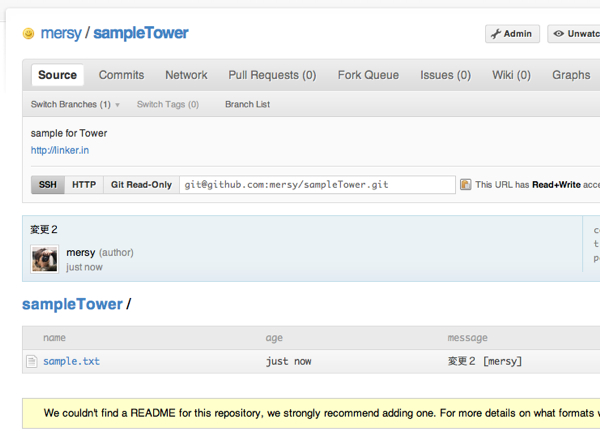 mersy / sampleTower
Admin
Unwatc
Source Commits Network Pull Requests (0) Fork Queue Issues (0) Wiki (0) Graphs
Switch Branches (1) Switch Tags (0) Branch List
sample for Tower
http://linker.in
SSH HTTP Git Read-Only git@github.com:mersy/sampleTower.git This URL has Read+Write acce
変更2
mersy (author)
just now
sampleTower /
name age message
sample.txt just now 変更2 [mersy]
We couldn't find a README for this repository, we strongly recommend adding one. For more details on what formats